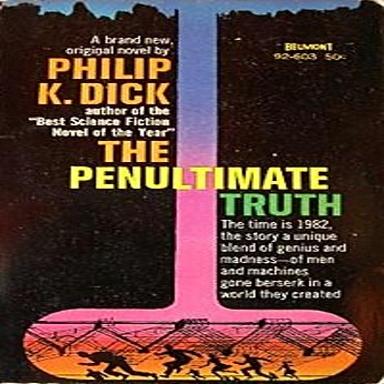 A brand new,
original novel by
PHILIP
K. DICK
author of the
"Best Science Fiction
Novel of the Year"
THE
PENULTIMATE
TRUTH
BELMONT
92-603 50¢
The time is 1982,
the story a unique
blend of genius and
madness—of men
and machines
gone berserk in a
world they created